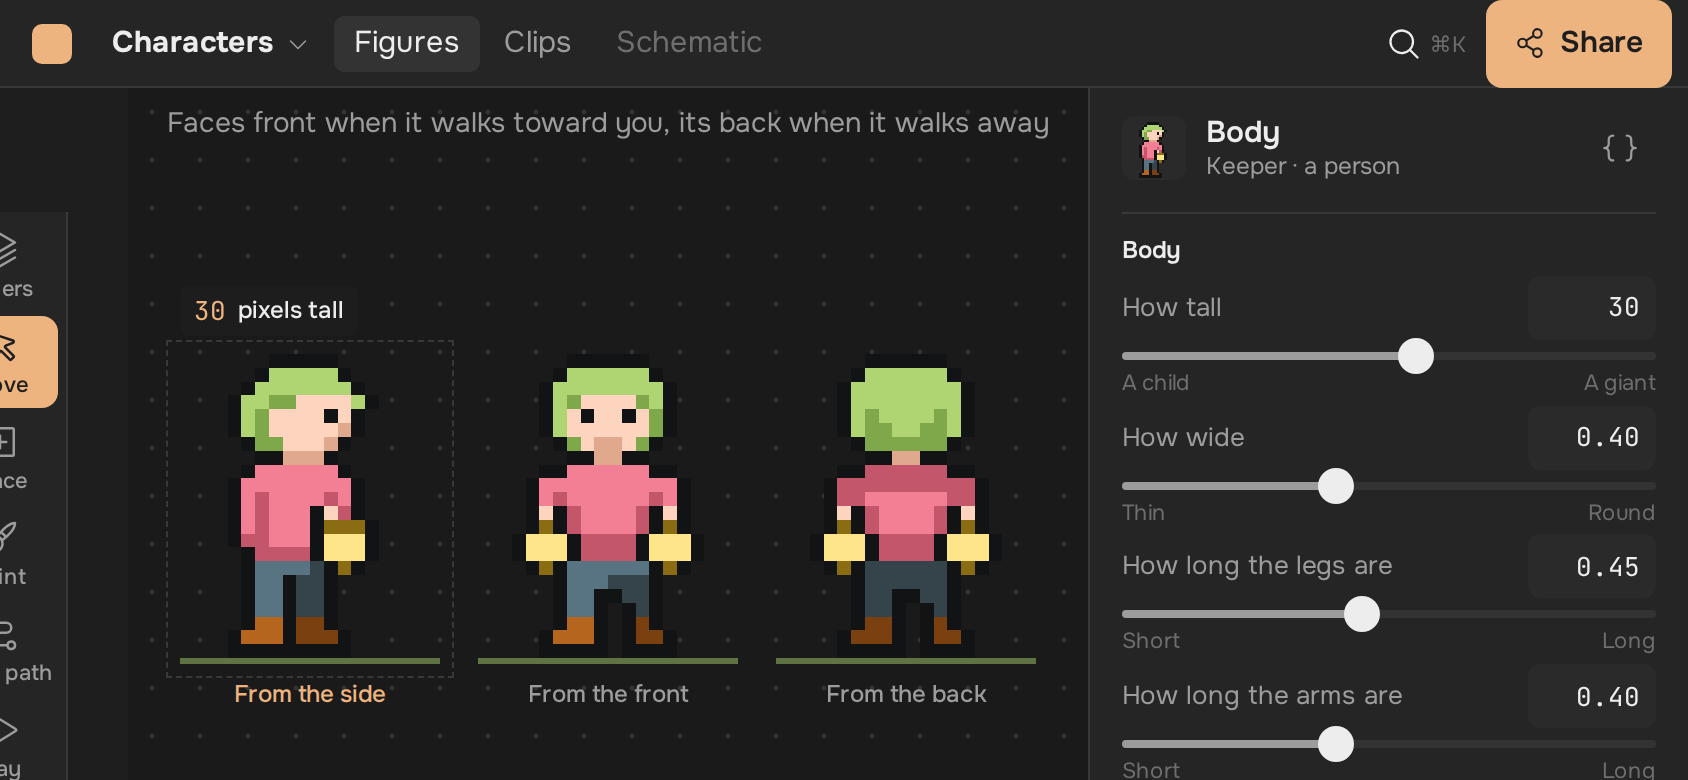 Characters
Figures
Clips
Schematic
⌘K
Share
Faces front when it walks toward you, its back when it walks away
ers
ove
ace
int
path
ay
30 pixels tall
From the side
From the front
From the back
Body
Keeper · a person
{ }
Body
How tall
30
A child
A giant
How wide
0.40
Thin
Round
How long the legs are
0.45
Short
Long
How long the arms are
0.40
Short
Long